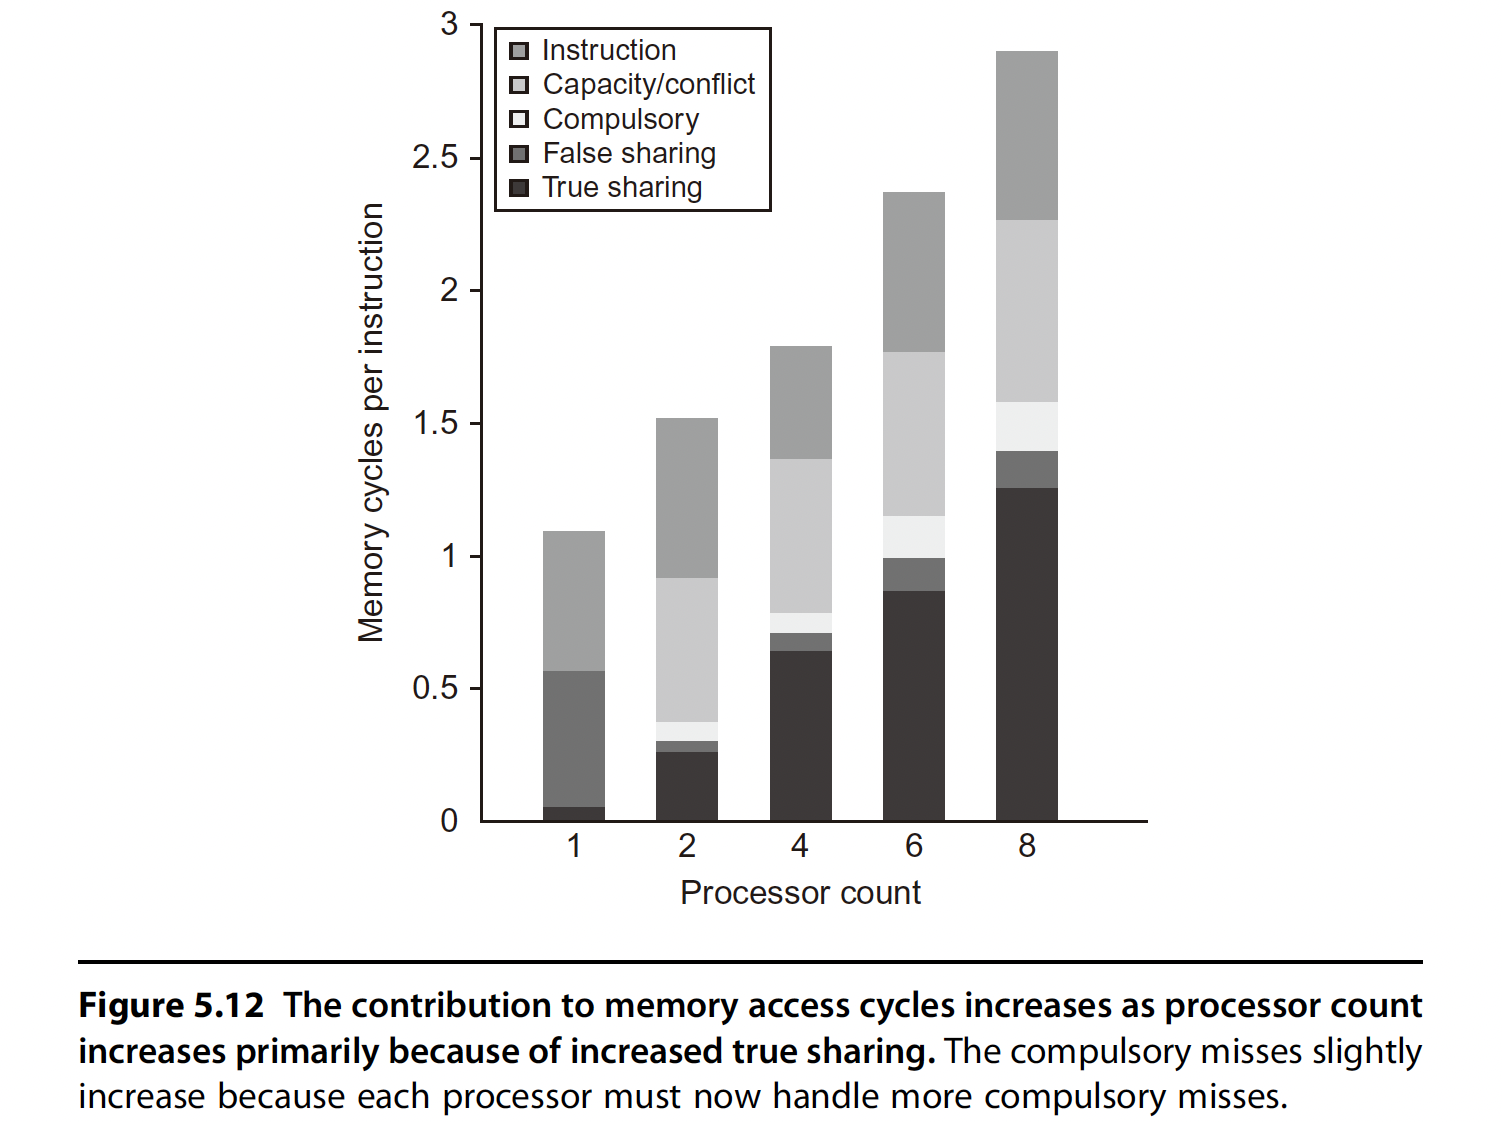 3
Instruction
Capacity/conflict
Compulsory
False sharing
True sharing
2.5
2
1.5
1
0.5
0
Memory cycles per instruction
1 2 4 6 8
Processor count
Figure 5.12 The contribution to memory access cycles increases as processor count
increases primarily because of increased true sharing. The compulsory misses slightly
increase because each processor must now handle more compulsory misses.